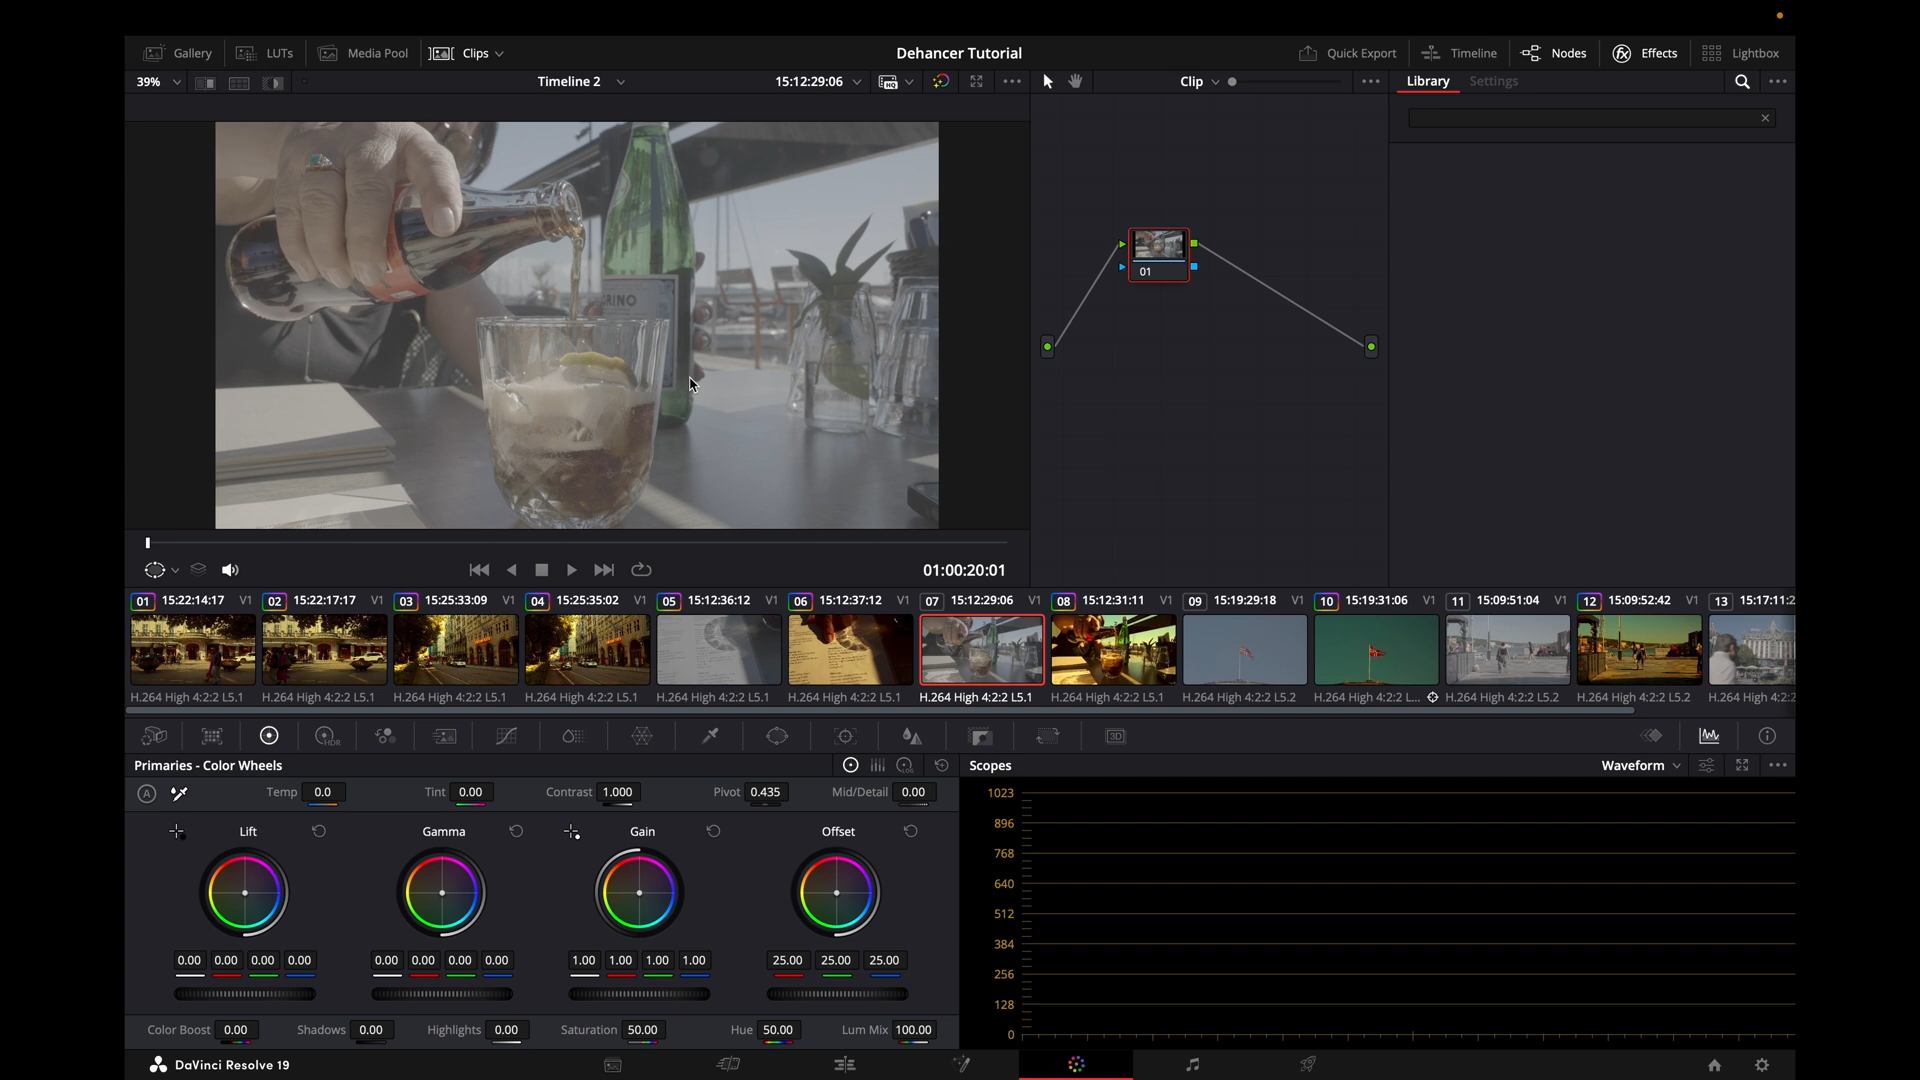 Gallery LUTs Media Pool Clips Dehancer Tutorial Quick Export Timeline Nodes Effects Lightbox
39% Timeline 2 15:12:29:06 HQ Clip Library Settings
RINO
01
01:00:20:01
01 15:22:14:17 V1 02 15:22:17:17 V1 03 15:25:33:09 V1 04 15:25:35:02 V1 05 15:12:36:12 V1 06 15:12:37:12 V1 07 15:12:29:06 V1 08 15:12:31:11 V1 09 15:19:29:18 V1 10 15:19:31:06 V1 11 15:09:51:04 V1 12 15:09:52:42 V1 13 15:17:11:2
H.264 High 4:2:2 L5.1 H.264 High 4:2:2 L5.1 H.264 High 4:2:2 L5.1 H.264 High 4:2:2 L5.1 H.264 High 4:2:2 L5.1 H.264 High 4:2:2 L5.1 H.264 High 4:2:2 L5.1 H.264 High 4:2:2 L5.1 H.264 High 4:2:2 L5.2 H.264 High 4:2:2 L... H.264 High 4:2:2 L5.2 H.264 High 4:2:2 L5.2 H.264 High 4:2:
HDR 3D
Primaries - Color Wheels LOG Scopes Waveform
A Temp 0.0 Tint 0.00 Contrast 1.000 Pivot 0.435 Mid/Detail 0.00
Lift Gamma Gain Offset
0.00 0.00 0.00 0.00 0.00 0.00 0.00 0.00 1.00 1.00 1.00 1.00 25.00 25.00 25.00
Color Boost 0.00 Shadows 0.00 Highlights 0.00 Saturation 50.00 Hue 50.00 Lum Mix 100.00
1023
896
768
640
512
384
256
128
0
DaVinci Resolve 19